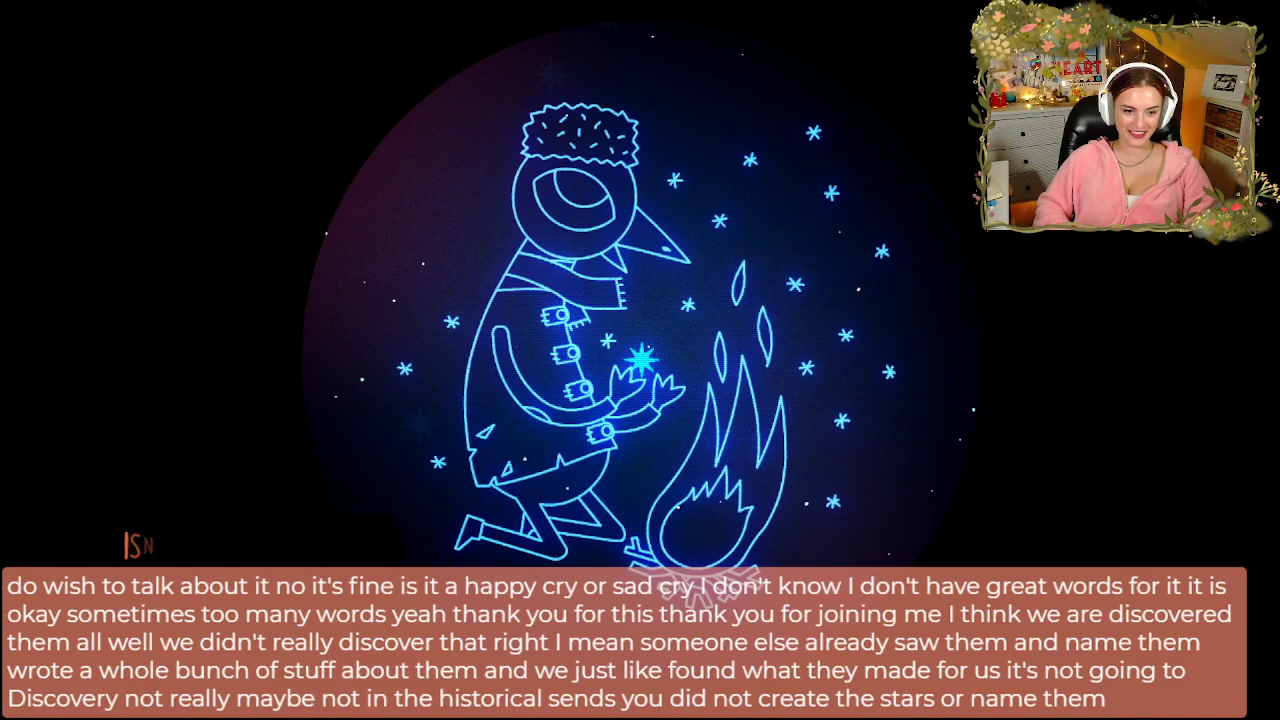 HEART
ISN
do wish to talk about it no it's fine is it a happy cry or sad cry I don't know I don't have great words for it it is
okay sometimes too many words yeah thank you for this thank you for joining me I think we are discovered
them all well we didn't really discover that right I mean someone else already saw them and name them
wrote a whole bunch of stuff about them and we just like found what they made for us it's not going to
Discovery not really maybe not in the historical sends you did not create the stars or name them